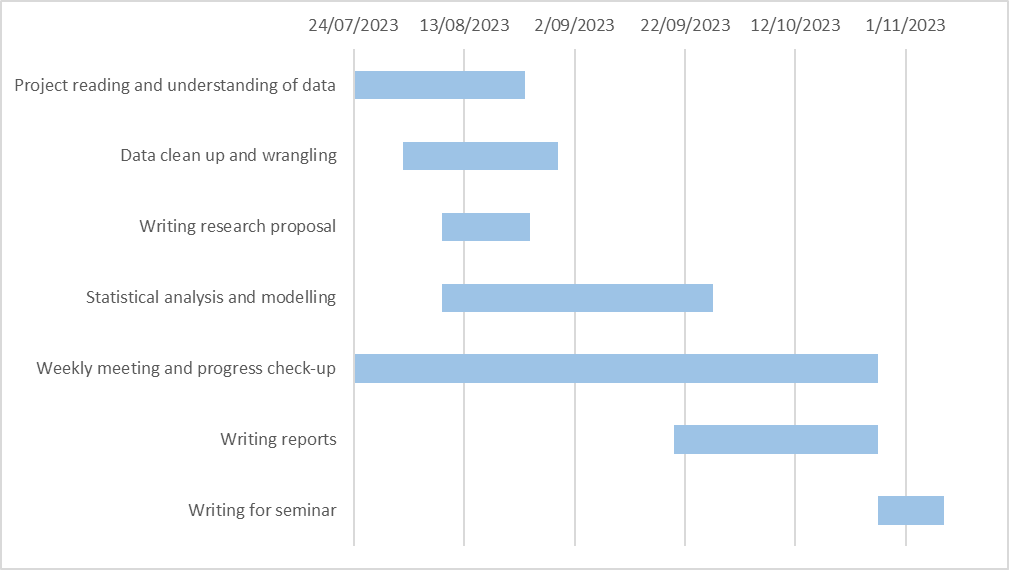 24/07/2023 13/08/2023 2/09/2023 22/09/2023 12/10/2023 1/11/2023
Project reading and understanding of data
Data clean up and wrangling
Writing research proposal
Statistical analysis and modelling
Weekly meeting and progress check-up
Writing reports
Writing for seminar